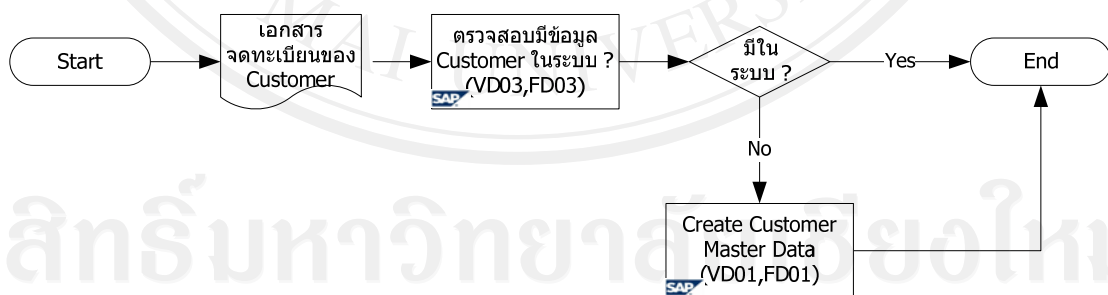 Start
เอกสาร
จดทะเบียนของ
Customer
ตรวจสอบมีข้อมูล
Customer ในระบบ ?
(VD03,FD03)
SAP
มีใน
ระบบ ?
Yes
End
No
Create Customer
Master Data
(VD01,FD01)
SAP
MAI UNIVERS
สิทธิ์มหาวิทยาลัยเชียงใหม่